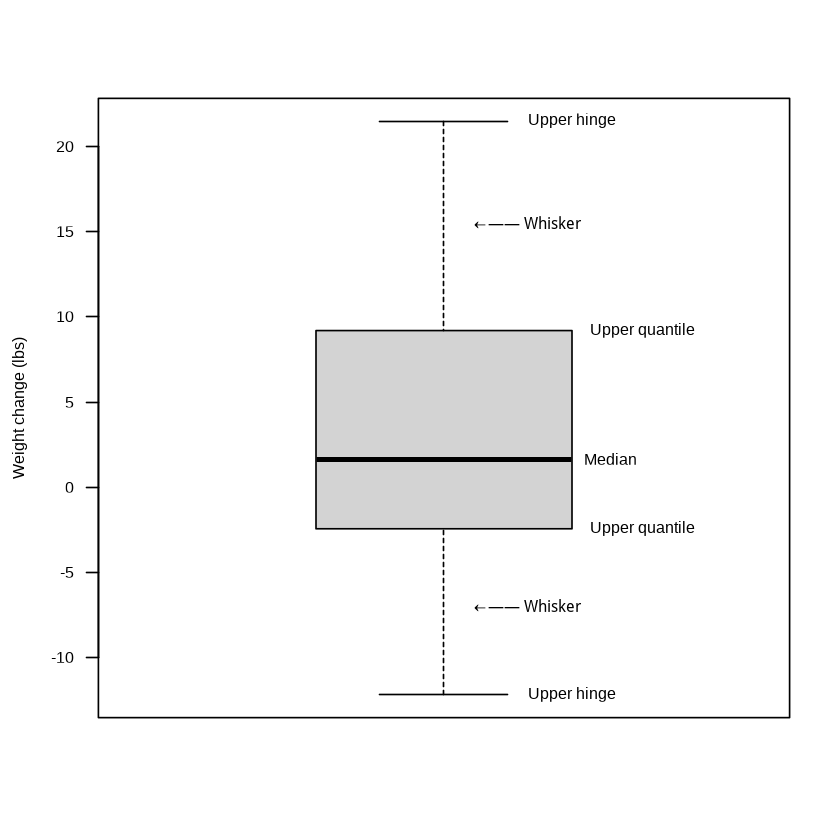 Upper hinge
20
←—— Whisker
15
10
Upper quantile
Weight change (lbs)
5
Median
0
Upper quantile
-5
←—— Whisker
-10
Upper hinge